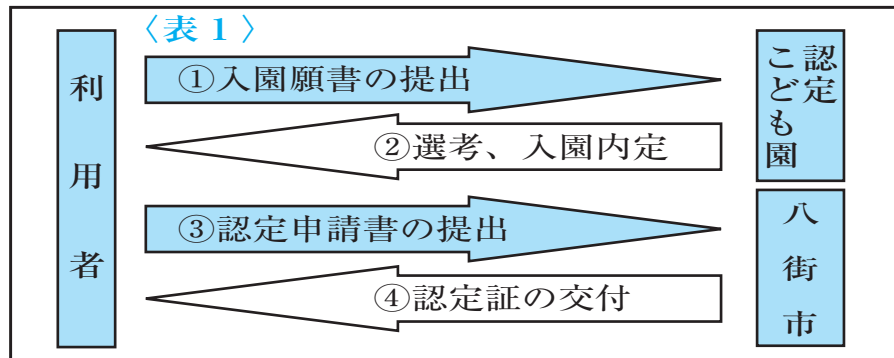 〈表1〉
利用者
①入園願書の提出
②選考、入園内定
③認定申請書の提出
④認定証の交付
認定
こども園
八街市